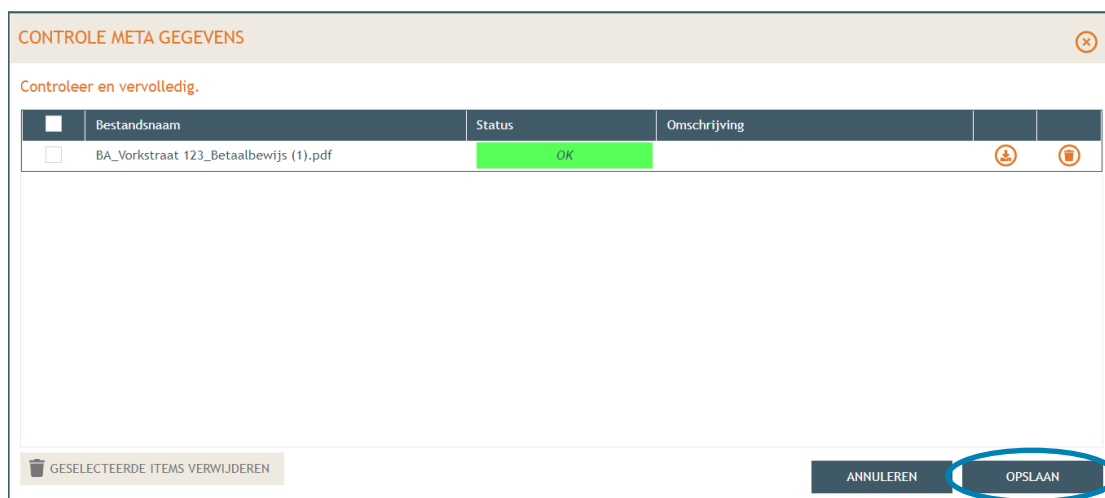 CONTROLE META GEGEVENS
Controleer en vervolledig.
Bestandsnaam Status Omschrijving
BA_Vorkstraat 123_Betaalbewijs (1).pdf OK
GESELECTEERDE ITEMS VERWIJDEREN
ANNULEREN OPSLAAN